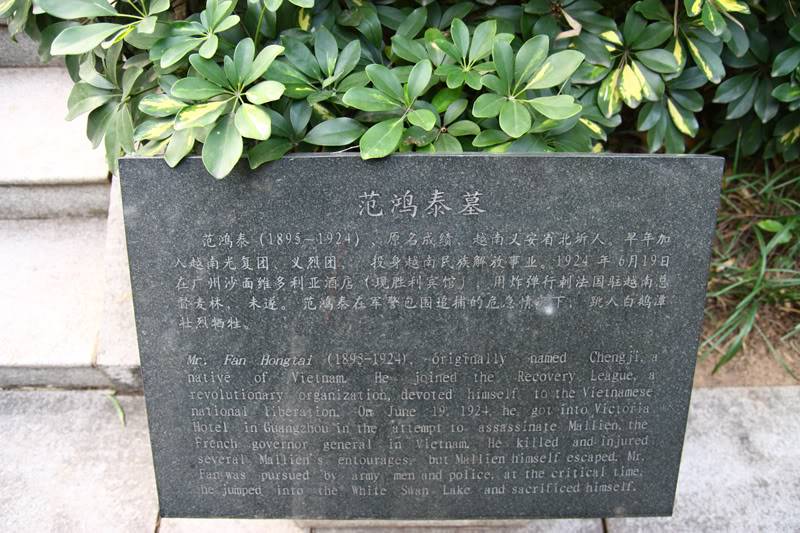 范鸿泰墓
范鸿泰(1895-1924)、原名成绩、越南义安省北圻人。早年加
入越南光复团、义烈团、投身越南民族解放事业。1924年6月19日
在广州沙面维多利亚酒店(现胜利宾馆)用炸弹行刺法国驻越南总
督麦林、未遂。范鸿泰在军警包围追捕的危急情 下, 跳入白鹅潭
壮烈牺牲。
Mr. Fan Hongtai (1895-1924), originally named Chengji, a
native of Vietnam. He joined the Recovery League, a
revolutionary organization, devoted himself to the Vietnamese
national liberation. On June 19, 1924, he got into Victoria
Hotel in Guangzhou in the attempt to assassinate Mallien, the
French governor general in Vietnam. He killed and injured
several Mallien's entourages, but Mallien himself escaped. Mr.
Fan was pursued by army men and police, at the critical time,
he jumped into the White Swan Lake and sacrificed himself.